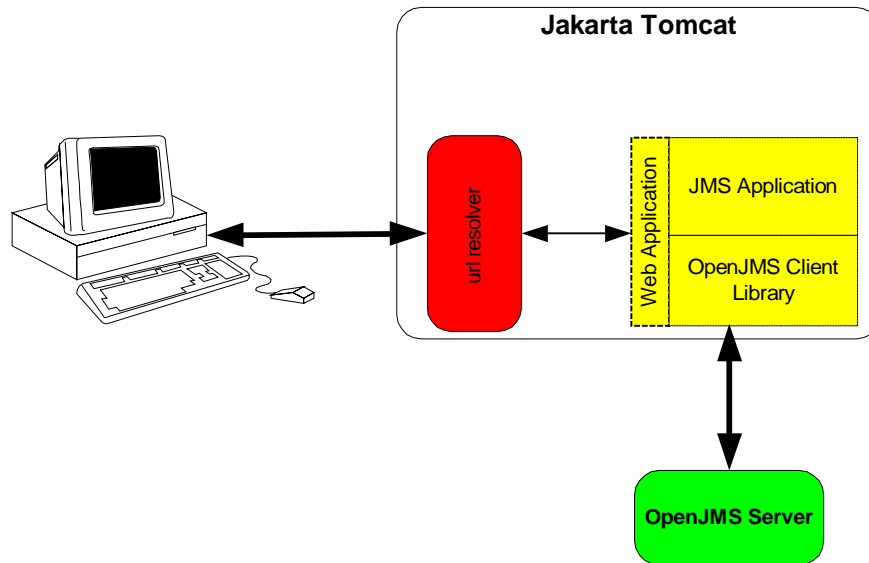 Jakarta Tomcat
url resolver
Web Application
JMS Application
OpenJMS Client
Library
OpenJMS Server